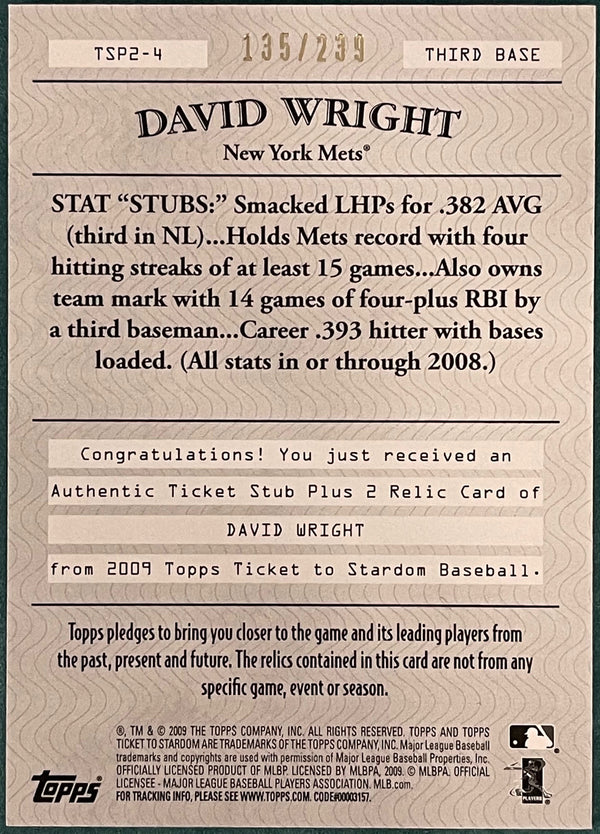 TSP2-4 135/239 THIRD BASE
DAVID WRIGHT
New York Mets®
STAT “STUBS:” Smacked LHPs for .382 AVG
(third in NL)...Holds Mets record with four
hitting streaks of at least 15 games...Also owns
team mark with 14 games of four-plus RBI by
a third baseman...Career .393 hitter with bases
loaded. (All stats in or through 2008.)
Congratulations! You just received an
Authentic Ticket Stub Plus 2 Relic Card of
DAVID WRIGHT
from 2009 Topps Ticket to Stardom Baseball.
Topps pledges to bring you closer to the game and its leading players from
the past, present and future. The relics contained in this card are not from any
specific game, event or season.
®, TM & © 2009 THE TOPPS COMPANY, INC. ALL RIGHTS RESERVED. TOPPS AND TOPPS
TICKET TO STARDOM ARE TRADEMARKS OF THE TOPPS COMPANY, INC. Major League Baseball
trademarks and copyrights are used with permission of Major League Baseball Properties, Inc.
OFFICIALLY LICENSED PRODUCT OF MLBP. LICENSED BY MLBPA, 2009. © MLBPA. OFFICIAL
LICENSEE - MAJOR LEAGUE BASEBALL PLAYERS ASSOCIATION. MLB.com.
FOR TRACKING INFO, PLEASE SEE WWW.TOPPS.COM. CODE#0003157.
topps®
PLAYERS